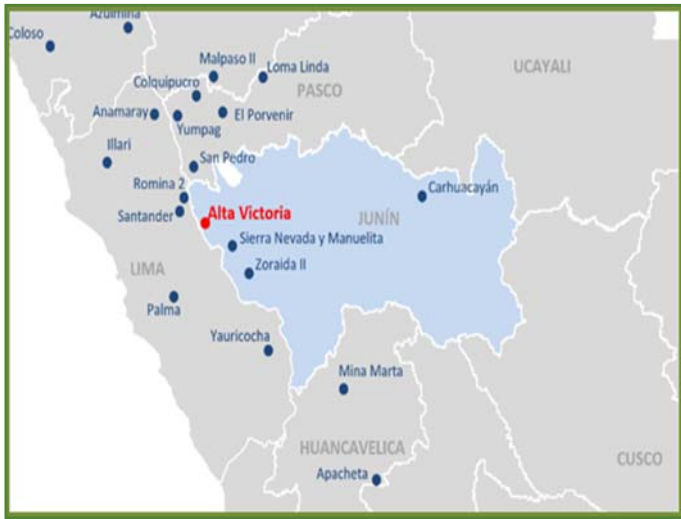 Azulmina
Coloso
Malpaso II
Loma Linda
UCAYALI
Colquipucro
PASCO
Anamaray
Yumpag
El Porvenir
Illari
San Pedro
Romina 2
Carhuacayán
Santander
Alta Victoria
JUNÍN
Sierra Nevada y Manuelita
LIMA
Zoraida II
Palma
Yauricocha
Mina Marta
HUANCAVELICA
CUSCO
Apacheta